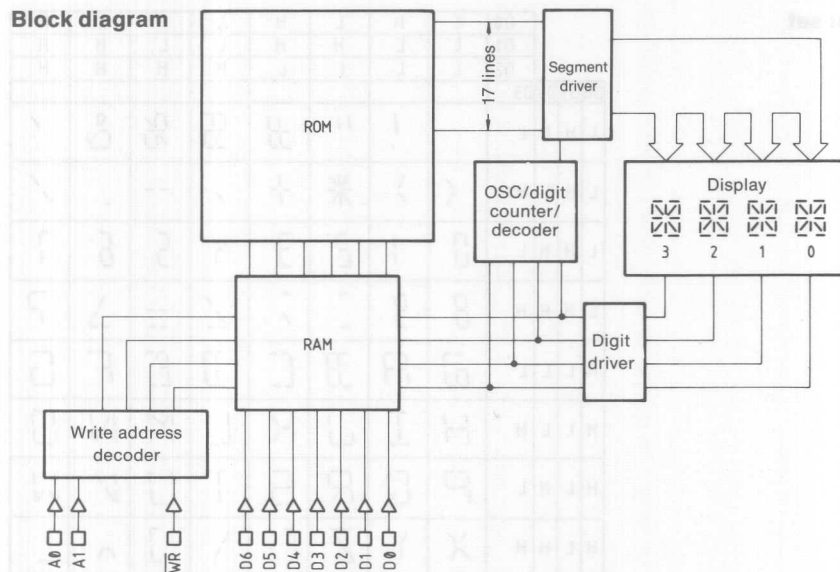 Block diagram
ROM
17 lines
Segment
driver
OSC/digit
counter/
decoder
Display
3 2 1 0
RAM
Digit
driver
Write address
decoder
A0 A1 WR D6 D5 D4 D3 D2 D1 D0